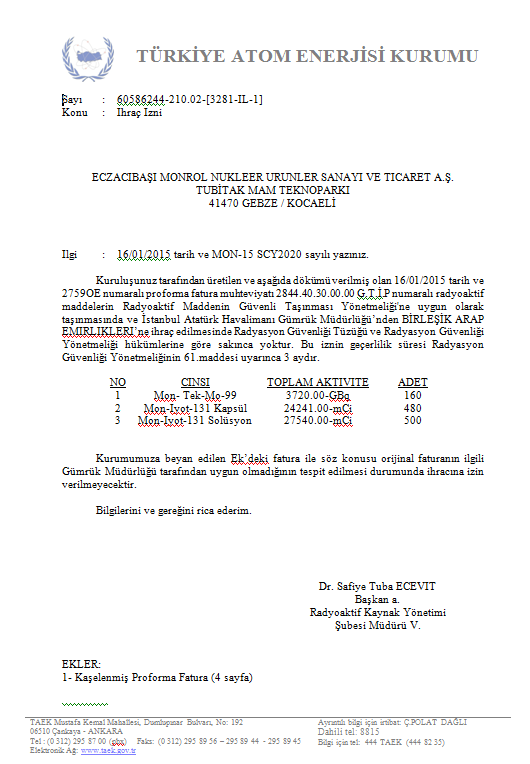 TÜRKİYE ATOM ENERJİSİ KURUMU
Sayı : 60586244-210.02-[3281-IL-1]
Konu : Ihraç Izni
ECZACIBAŞI MONROL NUKLEER URUNLER SANAYI VE TICARET A.Ş.
TUBİTAK MAM TEKNOPARKI
41470 GEBZE / KOCAELİ
Ilgi : 16/01/2015 tarih ve MON-15 SCY2020 sayılı yazınız.
Kuruluşunuz tarafından üretilen ve aşağıda dökümü verilmiş olan 16/01/2015 tarih ve
2759OE numaralı proforma fatura muhteviyatı 2844.40.30.00.00 G.T.İ.P numaralı radyoaktif
maddelerin Radyoaktif Maddenin Güvenli Taşınması Yönetmeliği'ne uygun olarak
taşınmasında ve İstanbul Atatürk Havalimanı Gümrük Müdürlüğü’nden BİRLEŞİK ARAP
EMIRLIKLERI’ne ihraç edilmesinde Radyasyon Güvenliği Tüzüğü ve Radyasyon Güvenliği
Yönetmeliği hükümlerine göre sakınca yoktur. Bu iznin geçerlilik süresi Radyasyon
Güvenliği Yönetmeliğinin 61.maddesi uyarınca 3 aydır.
NO CINSI TOPLAM AKTIVITE ADET
1 Mon- Tek-Mo-99 3720.00-GBq 160
2 Mon-Iyot-131 Kapsül 24241.00-mCi 480
3 Mon-Iyot-131 Solüsyon 27540.00-mCi 500
Kurumumuza beyan edilen Ek’deki fatura ile söz konusu orijinal faturanın ilgili
Gümrük Müdürlüğü tarafından uygun olmadığının tespit edilmesi durumunda ihracına izin
verilmeyecektir.
Bilgilerini ve gereğini rica ederim.
Dr. Safiye Tuba ECEVIT
Başkan a.
Radyoaktif Kaynak Yönetimi
Şubesi Müdürü V.
EKLER:
1- Kaşelenmiş Proforma Fatura (4 sayfa)
TAEK Mustafa Kemal Mahallesi, Dumlupınar Bulvarı, No: 192
06510 Çankaya - ANKARA
Tel : (0 312) 295 87 00 (pbx) Faks: (0 312) 295 89 56 – 295 89 44 - 295 89 45
Elektronik Ağ: www.taek.gov.tr
Ayrıntılı bilgi için irtibat: Ç.POLAT DAĞLI
Dahili tel: 8815
Bilgi için tel: 444 TAEK (444 82 35)